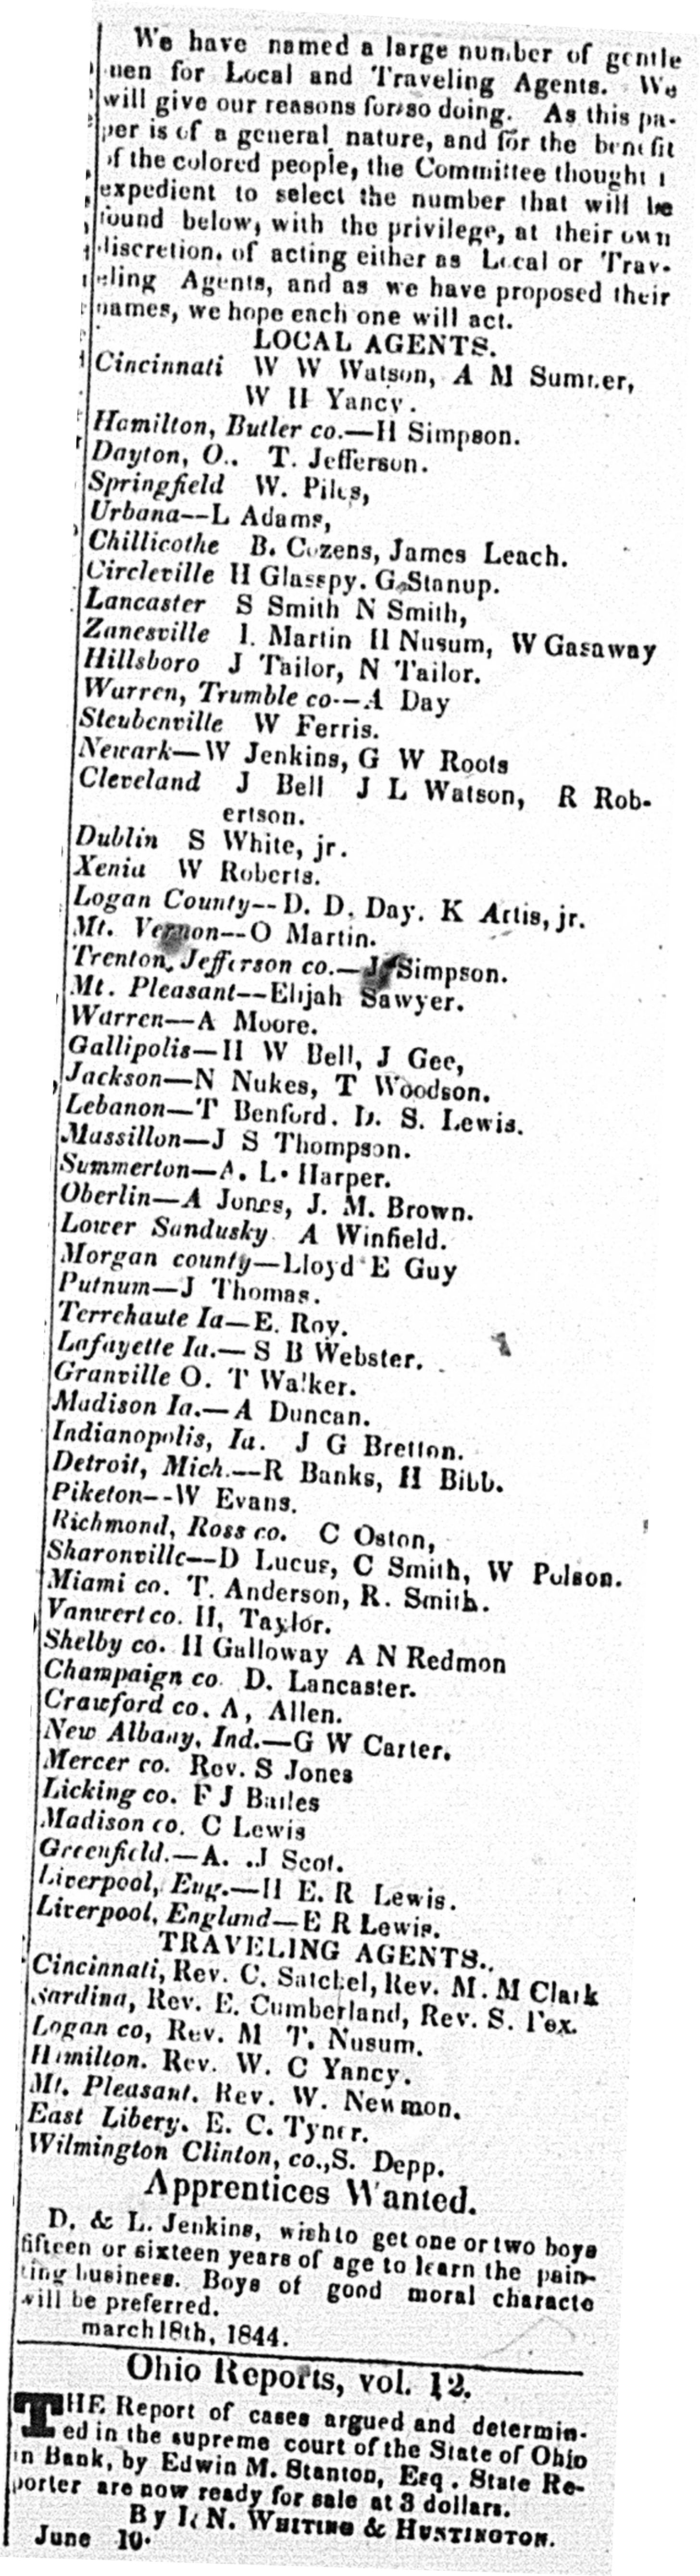 We have named a large number of gentle
men for Local and Traveling Agents. We
will give our reasons for so doing. As this pa-
per is of a general nature, and for the benefit
of the colored people, the Committee thought i
expedient to select the number that will be
found below, with the privilege, at their own
discretion, of acting either as Local or Trav-
eling Agents, and as we have proposed their
names, we hope each one will act.
LOCAL AGENTS.
Cincinnati W W Watson, A M Sumner,
W H Yancy.
Hamilton, Butler co.—H Simpson.
Dayton, O.. T. Jefferson.
Springfield W. Piles,
Urbana--L Adams,
Chillicothe B. Cozens, James Leach.
Circleville H Glasspy. G. Stanup.
Lancaster S Smith N Smith,
Zanesville I. Martin H Nusum, W Gasaway
Hillsboro J Tailor, N Tailor.
Warren, Trumble co--A Day
Steubenville W Ferris.
Newark—W Jenkins, G W Roots
Cleveland J Bell J L Watson, R Rob-
ertson.
Dublin S White, jr.
Xenia W Roberts.
Logan County--D. D. Day. K Artis, jr.
Mt. Vernon--O Martin.
Trenton, Jefferson co.—J Simpson.
Mt. Pleasant--Elijah Sawyer.
Warren—A Moore.
Gallipolis—H W Bell, J Gee,
Jackson—N Nukes, T Woodson.
Lebanon—T Benford. D. S. Lewis.
Massillon—J S Thompson.
Summerton—A. L. Harper.
Oberlin—A Jones, J. M. Brown.
Lower Sandusky A Winfield.
Morgan county—Lloyd E Guy
Putnum—J Thomas.
Terrehaute Ia—E. Roy.
Lafayette Ia.—S B Webster.
Granville O. T Walker.
Madison Ia.—A Duncan.
Indianopolis, Ia. J G Bretton.
Detroit, Mich.—R Banks, H Bibb.
Piketon--W Evans.
Richmond, Ross co. C Oston,
Sharonville--D Lucus, C Smith, W Polson.
Miami co. T. Anderson, R. Smith.
Vanwert co. H, Taylor.
Shelby co. H Galloway A N Redmon
Champaign co. D. Lancaster.
Crawford co. A, Allen.
New Albany, Ind.—G W Carter.
Mercer co. Rev. S Jones
Licking co. F J Bailes
Madison co. C Lewis
Greenfield.—A. J Scot.
Liverpool, Eng.—H E. R Lewis.
Liverpool, England—E R Lewis.
TRAVELING AGENTS..
Cincinnati, Rev. C. Satchel, Rev. M. M Clark
Sardina, Rev. E. Cumberland, Rev. S.
Logan co, Rev. M T. Nusum.
Hamilton. Rev. W. C Yancy.
Mt. Pleasant. Rev. W. Newmon.
East Libery. E. C. Tyner.
Wilmington Clinton, co., S. Depp.
Apprentices Wanted.
D. & L. Jenkins, wish to get one or two boys
fifteen or sixteen years of age to learn the pain-
ting business. Boys of good moral characte
will be preferred.
march 18th, 1844.
Ohio Reports, vol. 12.
THE Report of cases argued and determin-
ed in the supreme court of the State of Ohio
in Bank, by Edwin M. Stanton, Esq. State Re-
porter are now ready for sale at 3 dollars.
By I. N. WHITING & HUNTINGTON.
June 10.